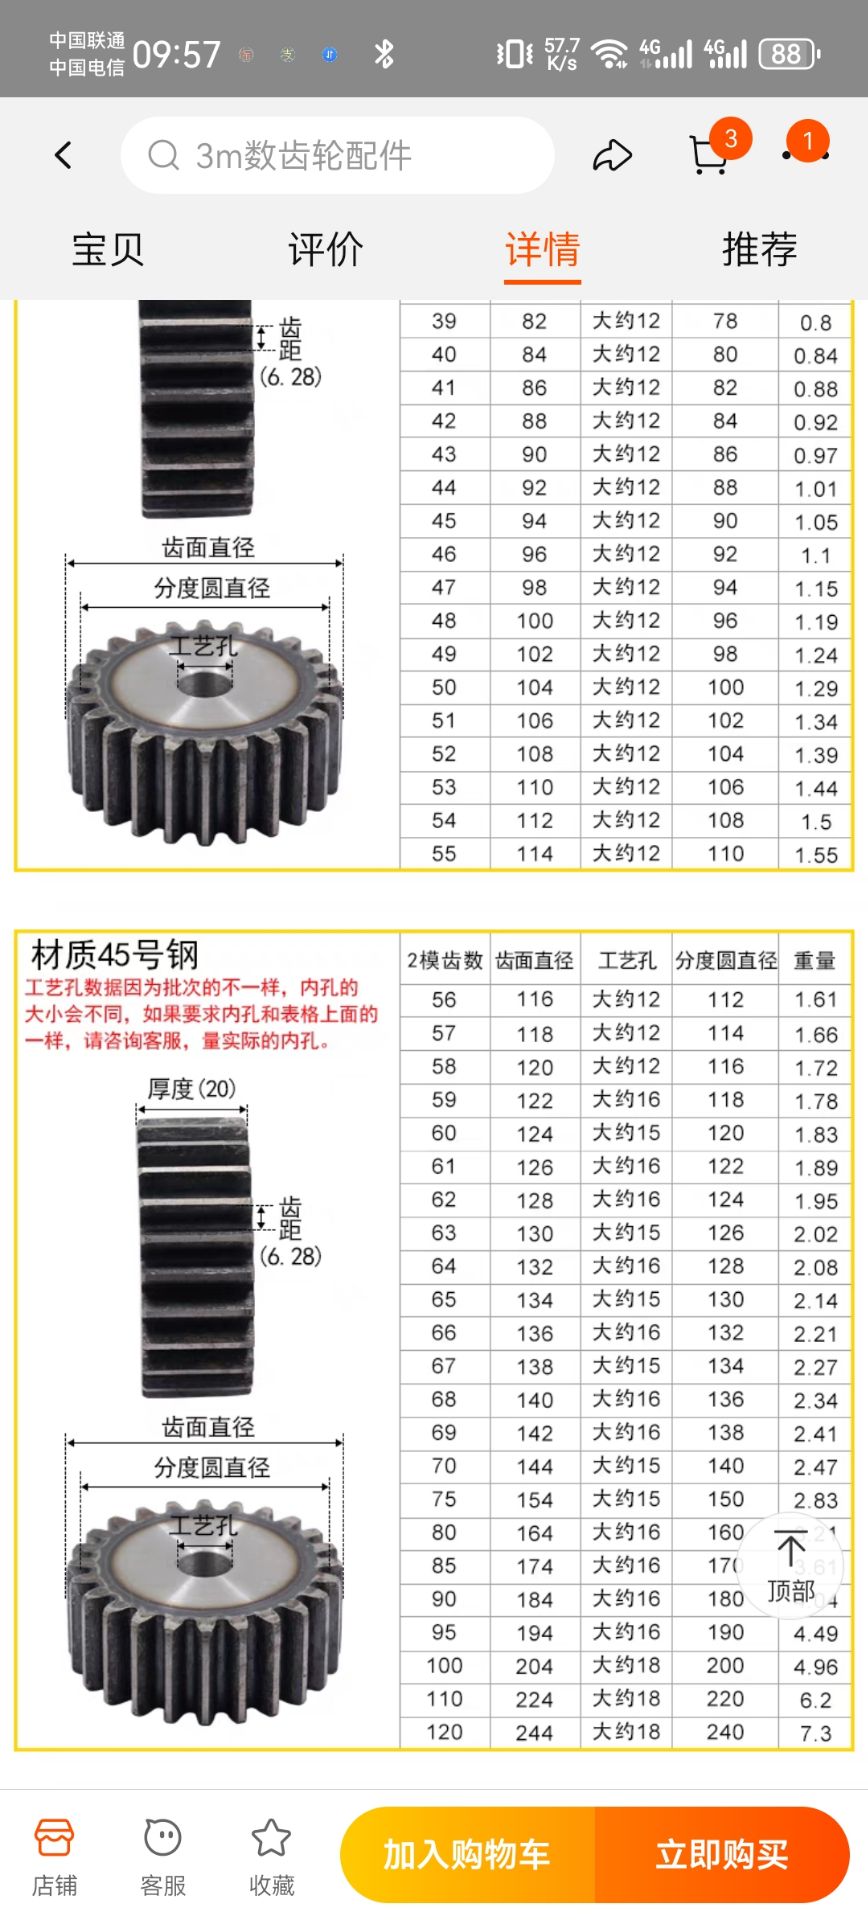 中国联通
中国电信
09:57
57.7
K/s
4G
4G
88
3m数齿轮配件
3
1
宝贝
评价
详情
推荐
齿距
(6.28)
齿面直径
分度圆直径
工艺孔
39 82 大约12 78 0.8
40 84 大约12 80 0.84
41 86 大约12 82 0.88
42 88 大约12 84 0.92
43 90 大约12 86 0.97
44 92 大约12 88 1.01
45 94 大约12 90 1.05
46 96 大约12 92 1.1
47 98 大约12 94 1.15
48 100 大约12 96 1.19
49 102 大约12 98 1.24
50 104 大约12 100 1.29
51 106 大约12 102 1.34
52 108 大约12 104 1.39
53 110 大约12 106 1.44
54 112 大约12 108 1.5
55 114 大约12 110 1.55
材质45号钢
工艺孔数据因为批次的不一样，内孔的
大小会不同，如果要求内孔和表格上面的
一样，请咨询客服，量实际的内孔。
厚度(20)
齿距
(6.28)
齿面直径
分度圆直径
工艺孔
2模齿数 齿面直径 工艺孔 分度圆直径 重量
56 116 大约12 112 1.61
57 118 大约12 114 1.66
58 120 大约12 116 1.72
59 122 大约16 118 1.78
60 124 大约15 120 1.83
61 126 大约16 122 1.89
62 128 大约16 124 1.95
63 130 大约15 126 2.02
64 132 大约16 128 2.08
65 134 大约15 130 2.14
66 136 大约16 132 2.21
67 138 大约15 134 2.27
68 140 大约16 136 2.34
69 142 大约16 138 2.41
70 144 大约15 140 2.47
75 154 大约15 150 2.83
80 164 大约16 160
85 174 大约16 170 3.61
90 184 大约16 180
95 194 大约16 190 4.49
100 204 大约18 200 4.96
110 224 大约18 220 6.2
120 244 大约18 240 7.3
顶部
店铺
客服
收藏
加入购物车
立即购买